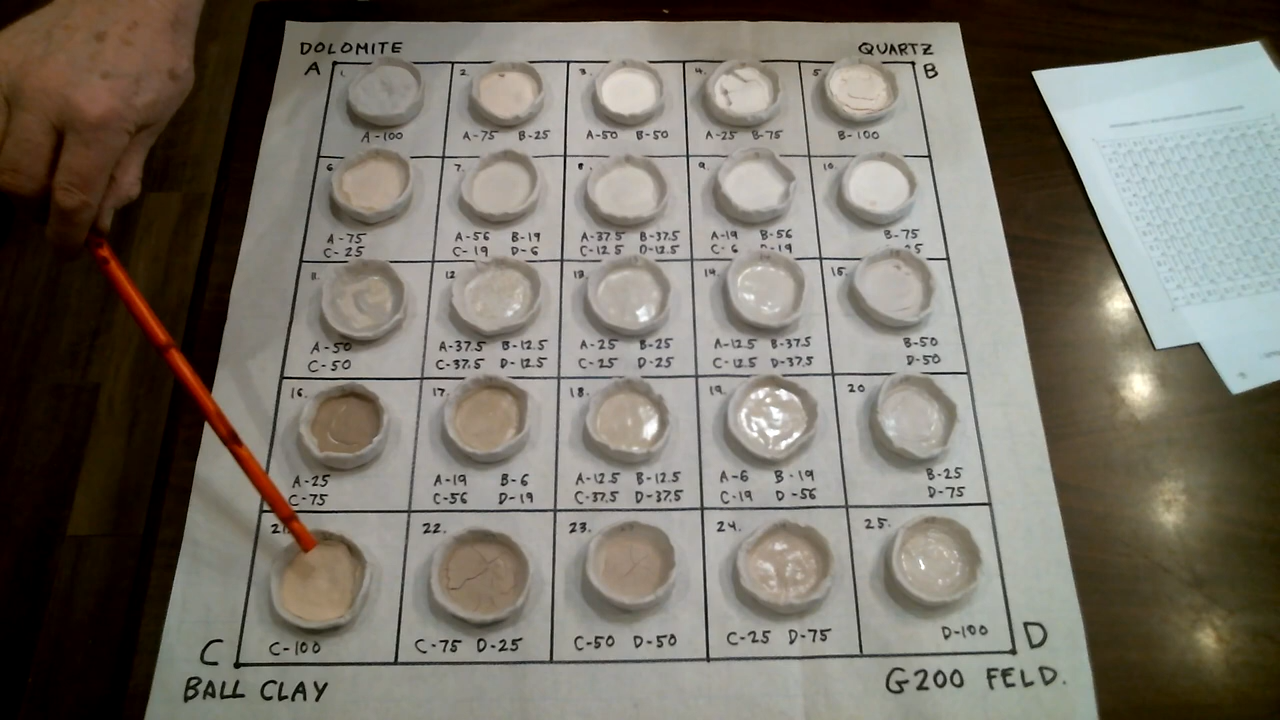 DOLOMITE QUARTZ
A B
1. 2. 3. 4. 5.
A-100 A-75 B-25 A-50 B-50 A-25 B-75 B-100
6. 7. 8. 9. 10.
A-75 A-56 B-19 A-37.5 B-37.5 A-19 B-56 B-75
C-25 C-19 D-6 C-12.5 D-12.5 C-6 D-19
11. 12 13. 14. 15.
A-50 A-37.5 B-12.5 A-25 B-25 A-12.5 B-37.5 B-50
C-50 C-37.5 D-12.5 C-25 D-25 C-12.5 D-37.5 D-50
16. 17. 18. 19. 20
A-25 A-19 B-6 A-12.5 B-12.5 A-6 B-19 B-25
C-75 C-56 D-19 C-37.5 D-37.5 C-19 D-56 D-75
22. 23. 24. 25.
C-100 C-75 D-25 C-50 D-50 C-25 D-75 D-100
C D
BALL CLAY G200 FELD.